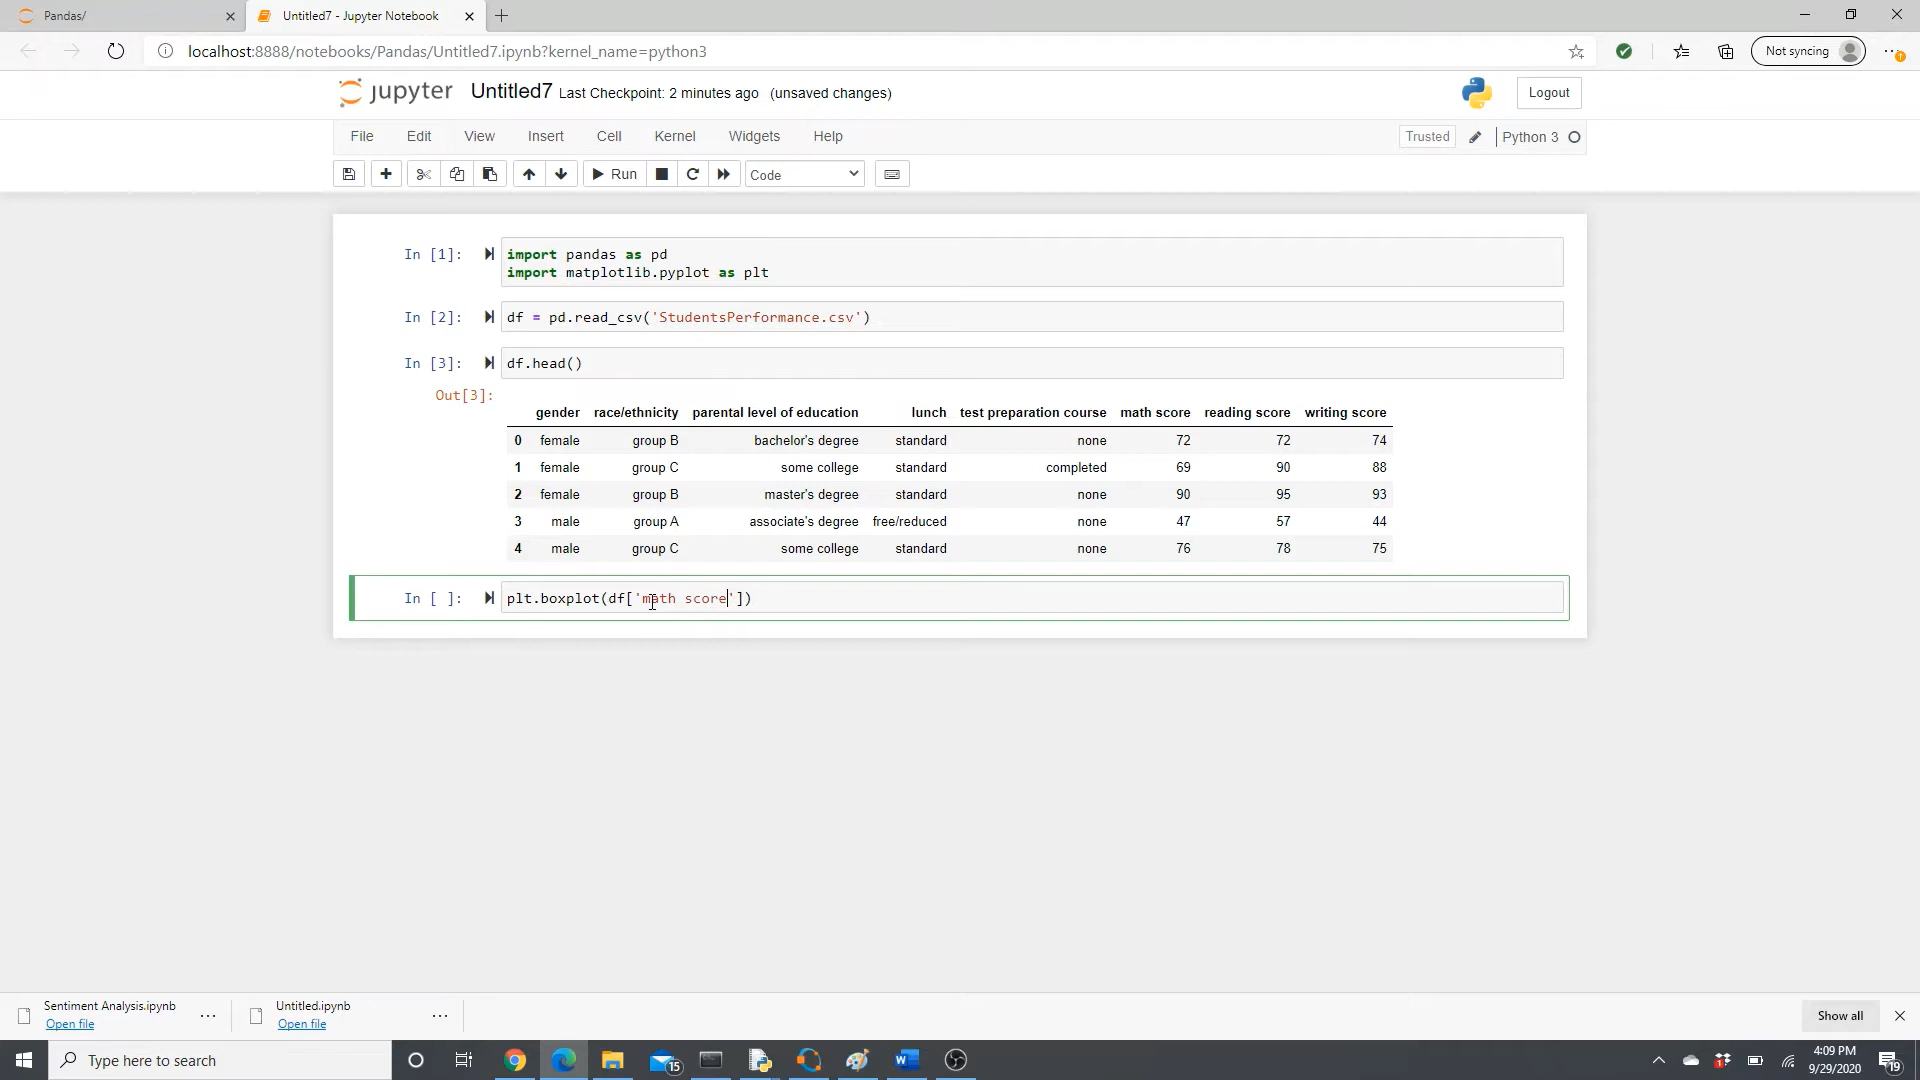 Pandas/
Untitled7 - Jupyter Notebook
localhost:8888/notebooks/Pandas/Untitled7.ipynb?kernel_name=python3
Not syncing
jupyter Untitled7 Last Checkpoint: 2 minutes ago (unsaved changes)
Logout
File Edit View Insert Cell Kernel Widgets Help
Trusted
Python 3
Run
Code
In [1]: import pandas as pd
import matplotlib.pyplot as plt
In [2]: df = pd.read_csv('StudentsPerformance.csv')
In [3]: df.head()
Out[3]:
gender race/ethnicity parental level of education lunch test preparation course math score reading score writing score
0 female group B bachelor's degree standard none 72 72 74
1 female group C some college standard completed 69 90 88
2 female group B master's degree standard none 90 95 93
3 male group A associate's degree free/reduced none 47 57 44
4 male group C some college standard none 76 78 75
In [ ]: plt.boxplot(df['math score'])
Sentiment Analysis.ipynb
Open file
Untitled.ipynb
Open file
Show all
Type here to search
15
1
4:09 PM
9/29/2020
19